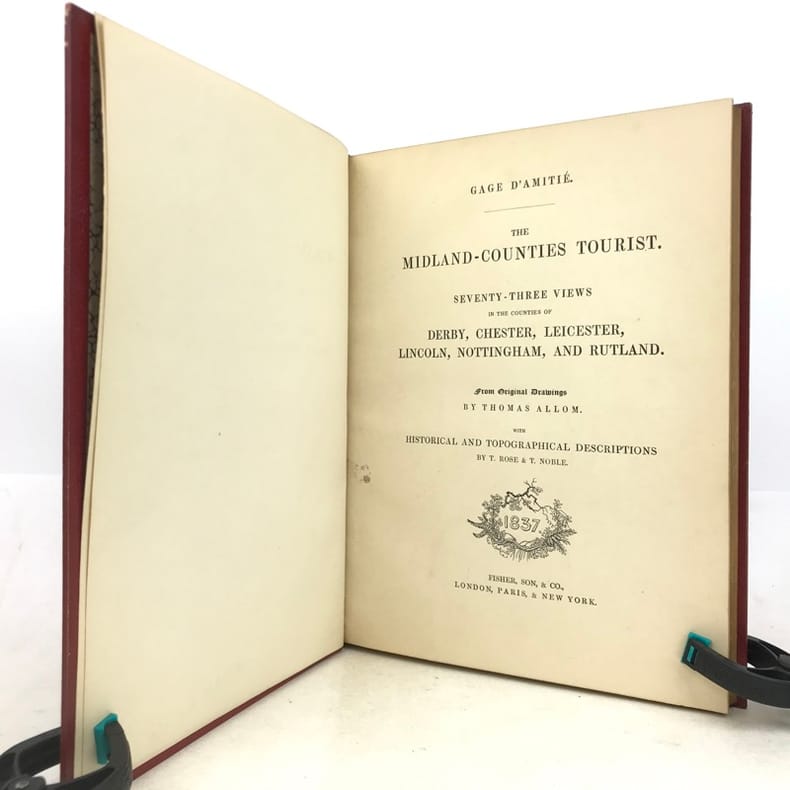 GAGE D'AMITIÉ.
THE
MIDLAND-COUNTIES TOURIST.
SEVENTY-THREE VIEWS
IN THE COUNTIES OF
DERBY, CHESTER, LEICESTER,
LINCOLN, NOTTINGHAM, AND RUTLAND.
From Original Drawings
BY THOMAS ALLOM.
WITH
HISTORICAL AND TOPOGRAPHICAL DESCRIPTIONS
BY T. ROSE & T. NOBLE.
1837.
FISHER, SON, & CO.,
LONDON, PARIS, & NEW YORK.